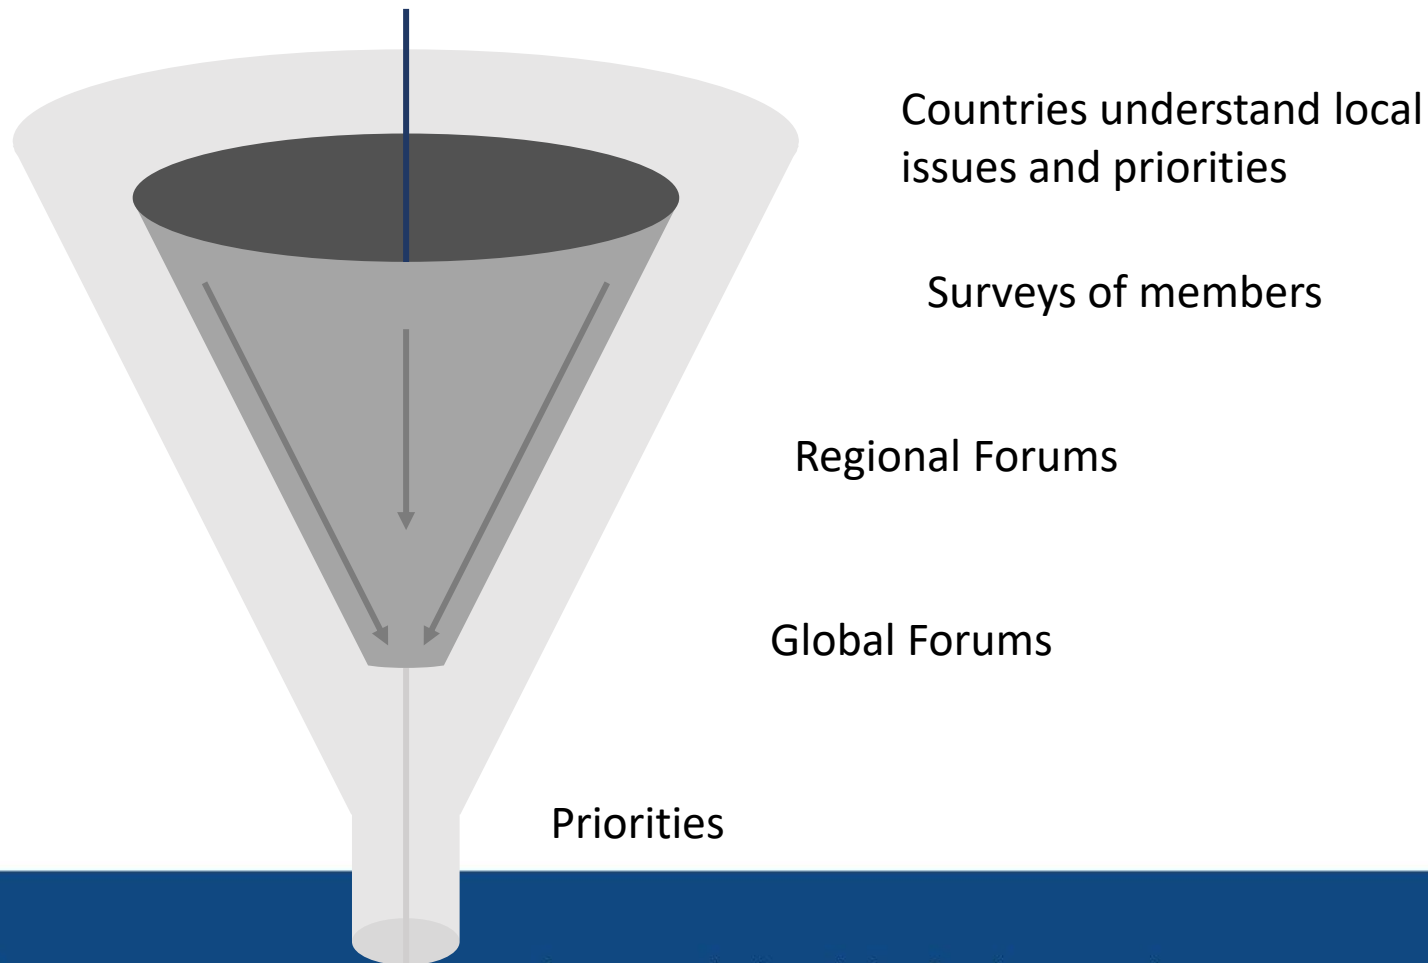 Countries understand local
issues and priorities
Surveys of members
Regional Forums
Global Forums
Priorities